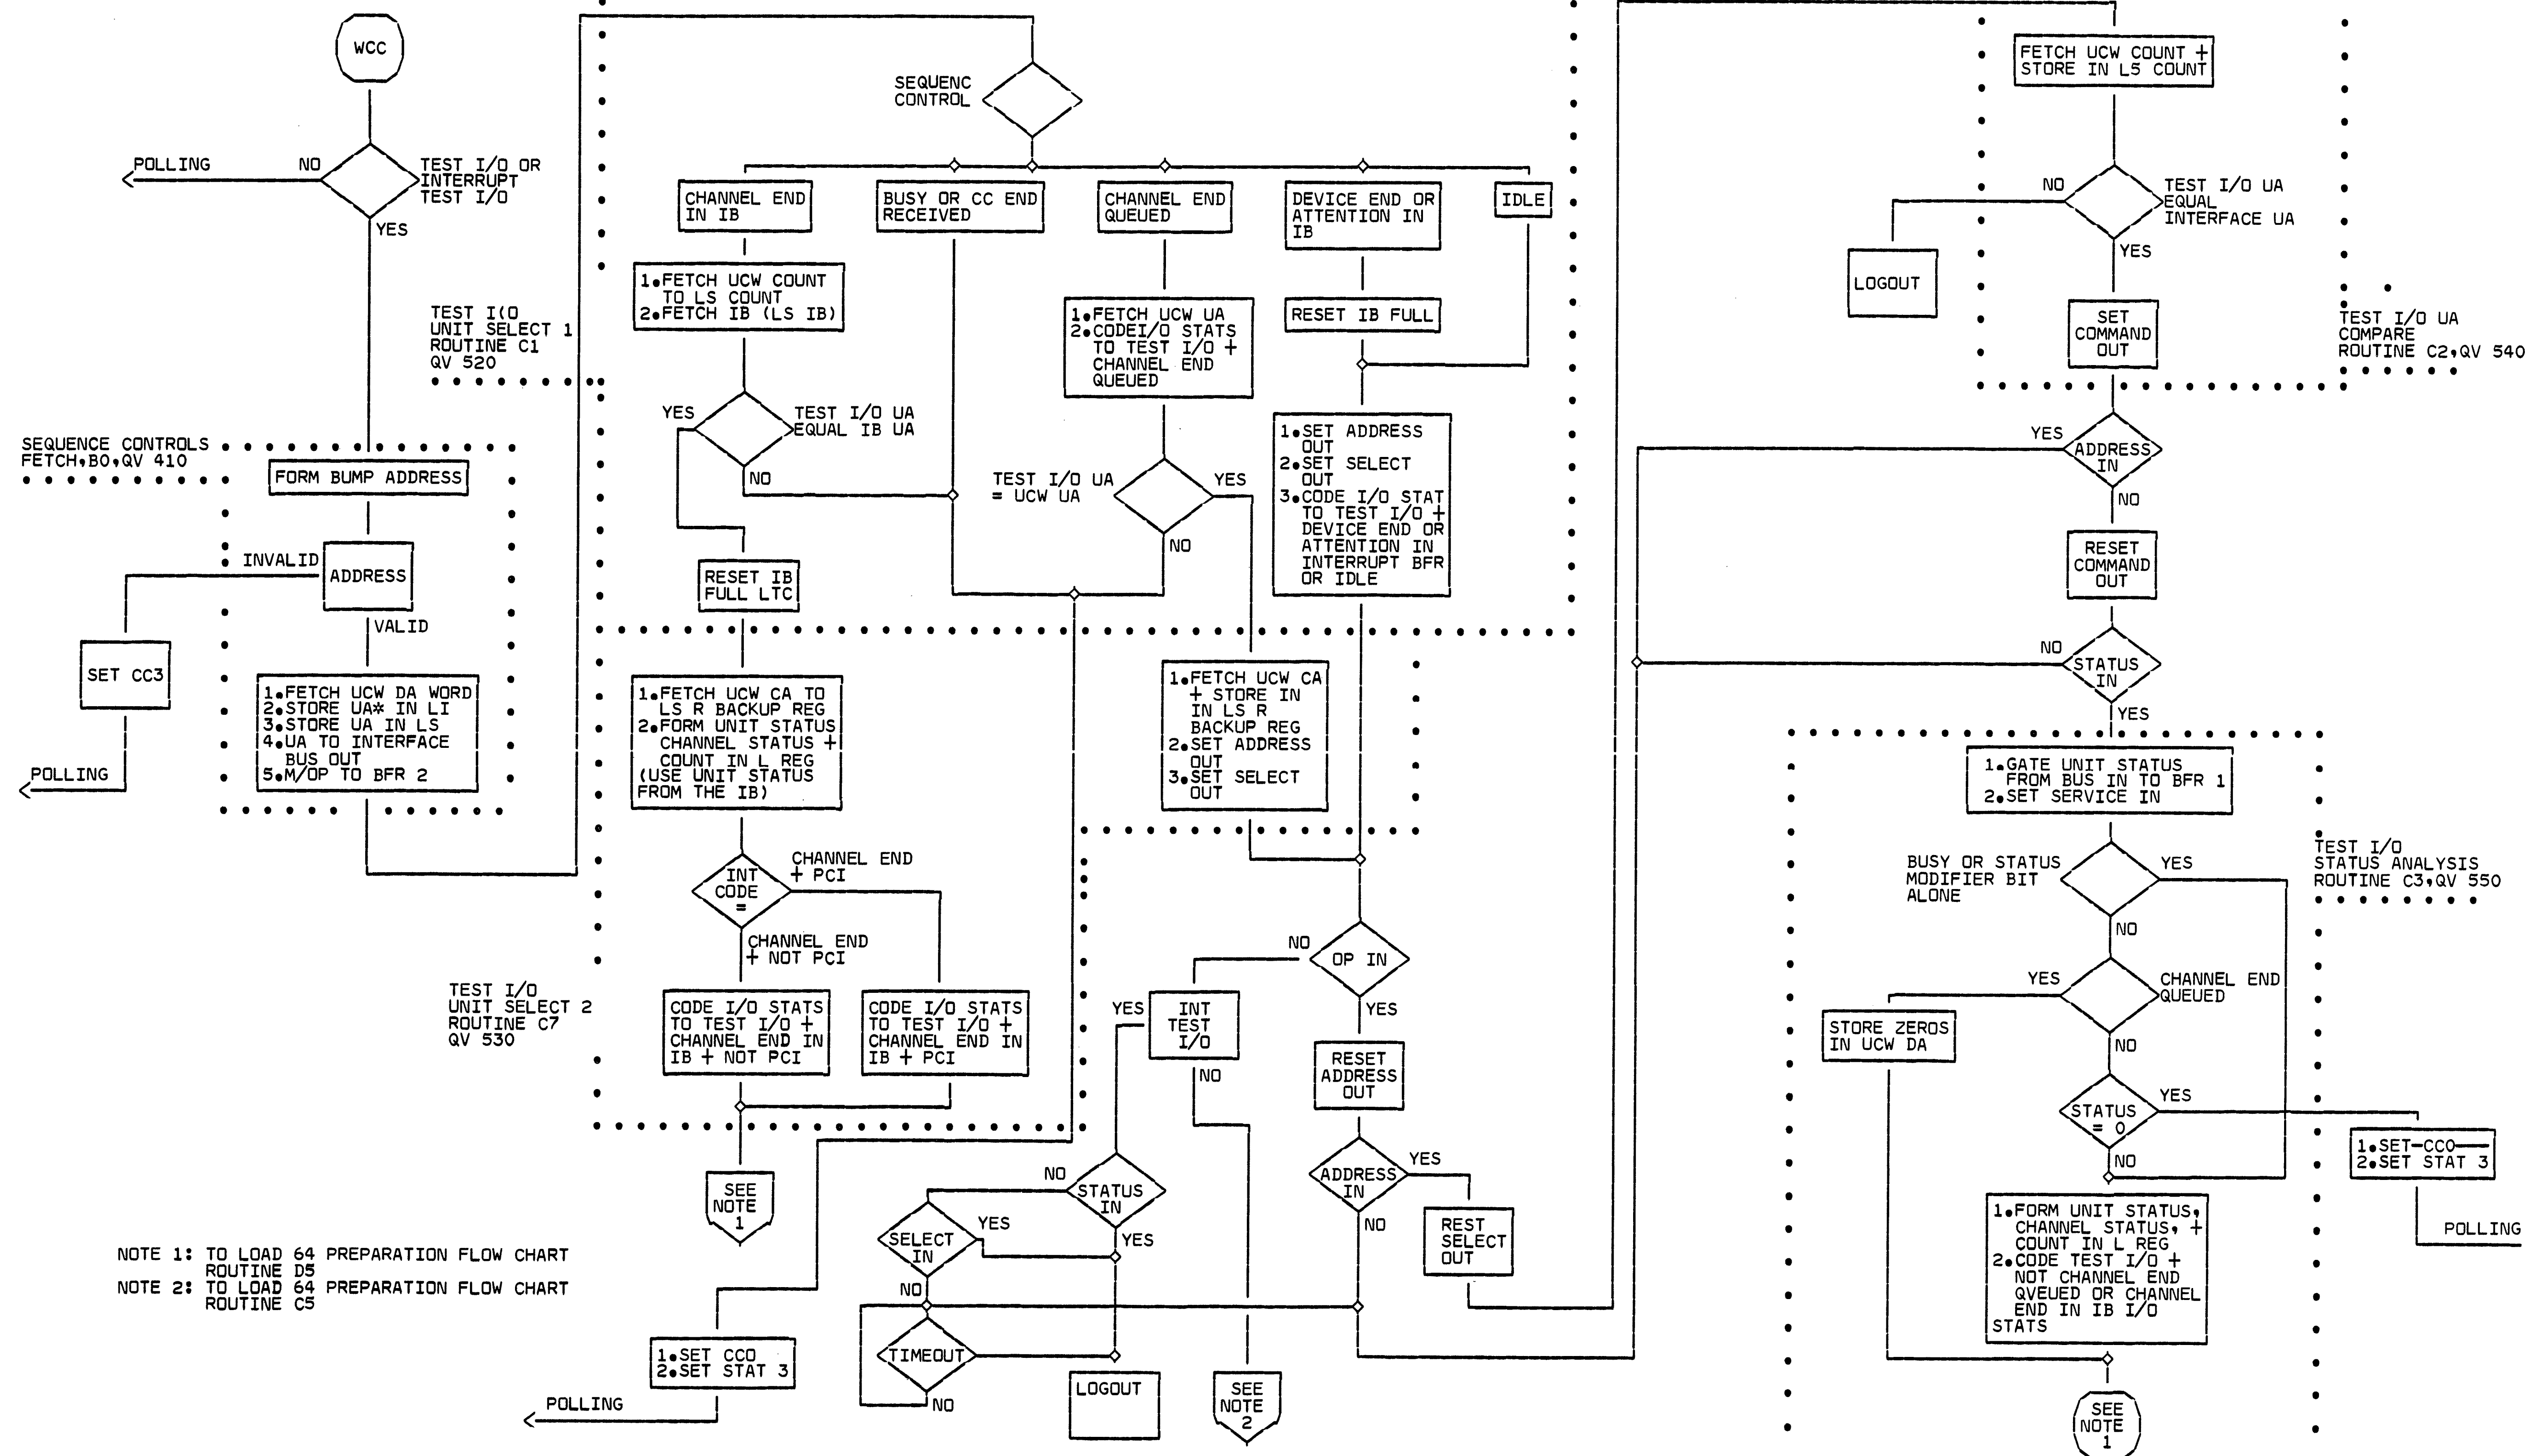 WCC
POLLING
NO
TEST I/O OR
INTERRUPT
TEST I/O
YES
SEQUENCE CONTROLS
FETCH,BO,QV 410
FORM BUMP ADDRESS
INVALID
ADDRESS
VALID
SET CC3
POLLING
1.FETCH UCW DA WORD
2.STORE UA* IN LI
3.STORE UA IN LS
4.UA TO INTERFACE
BUS OUT
5.M/OP TO BFR 2
TEST I(O
UNIT SELECT 1
ROUTINE C1
QV 520
SEQUENC
CONTROL
CHANNEL END
IN IB
BUSY OR CC END
RECEIVED
CHANNEL END
QUEUED
DEVICE END OR
ATTENTION IN
IB
IDLE
1.FETCH UCW COUNT
TO LS COUNT
2.FETCH IB (LS IB)
1.FETCH UCW UA
2.CODEI/O STATS
TO TEST I/O +
CHANNEL END
QUEUED
RESET IB FULL
YES
TEST I/O UA
EQUAL IB UA
NO
TEST I/O UA
= UCW UA
YES
NO
1.SET ADDRESS
OUT
2.SET SELECT
OUT
3.CODE I/O STAT
TO TEST I/O +
DEVICE END OR
ATTENTION IN
INTERRUPT BFR
OR IDLE
RESET IB
FULL LTC
1.FETCH UCW CA TO
LS R BACKUP REG
2.FORM UNIT STATUS
CHANNEL STATUS +
COUNT IN L REG
(USE UNIT STATUS
FROM THE IB)
1.FETCH UCW CA
+ STORE IN
IN LS R
BACKUP REG
2.SET ADDRESS
OUT
3.SET SELECT
OUT
INT
CODE
=
CHANNEL END
+ PCI
CHANNEL END
+ NOT PCI
TEST I/O
UNIT SELECT 2
ROUTINE C7
QV 530
CODE I/O STATS
TO TEST I/O +
CHANNEL END IN
IB + NOT PCI
CODE I/O STATS
TO TEST I/O +
CHANNEL END IN
IB + PCI
SEE
NOTE
1
NO
OP IN
YES
YES
INT
TEST
I/O
NO
RESET
ADDRESS
OUT
NO
STATUS
IN
YES
SELECT
IN
YES
NO
ADDRESS
IN
YES
NO
REST
SELECT
OUT
TIMEOUT
NO
LOGOUT
SEE
NOTE
2
1.SET CCO
2.SET STAT 3
POLLING
NOTE 1: TO LOAD 64 PREPARATION FLOW CHART
ROUTINE D5
NOTE 2: TO LOAD 64 PREPARATION FLOW CHART
ROUTINE C5
FETCH UCW COUNT +
STORE IN L5 COUNT
NO
TEST I/O UA
EQUAL
INTERFACE UA
YES
LOGOUT
SET
COMMAND
OUT
TEST I/O UA
COMPARE
ROUTINE C2,QV 540
YES
ADDRESS
IN
NO
RESET
COMMAND
OUT
NO
STATUS
IN
YES
1.GATE UNIT STATUS
FROM BUS IN TO BFR 1
2.SET SERVICE IN
BUSY OR STATUS
MODIFIER BIT
ALONE
YES
NO
TEST I/O
STATUS ANALYSIS
ROUTINE C3,QV 550
YES
CHANNEL END
QUEUED
NO
STORE ZEROS
IN UCW DA
STATUS
= 0
YES
NO
1.SET-CCO
2.SET STAT 3
POLLING
1.FORM UNIT STATUS,
CHANNEL STATUS, +
COUNT IN L REG
2.CODE TEST I/O +
NOT CHANNEL END
QVEUED OR CHANNEL
END IN IB I/O
STATS
SEE
NOTE
1